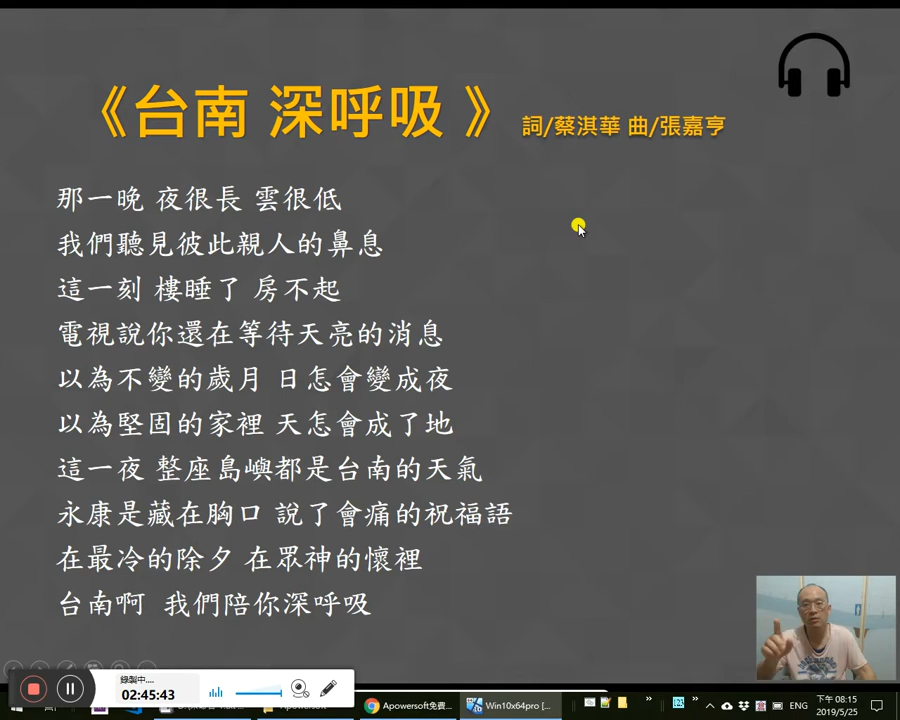 《台南 深呼吸 》 詞/蔡淇華 曲/張嘉亨
那一晚 夜很長 雲很低
我們聽見彼此親人的鼻息
這一刻 樓睡了 房不起
電視說你還在等待天亮的消息
以為不變的歲月 日怎會變成夜
以為堅固的家裡 天怎會成了地
這一夜 整座島嶼都是台南的天氣
永康是藏在胸口 說了會痛的祝福語
在最冷的除夕 在眾神的懷裡
台南啊 我們陪你深呼吸
錄製中....
02:45:43
Apowersoft免費...
Win10x64pro [...
ENG
下午 08:15
2019/5/25